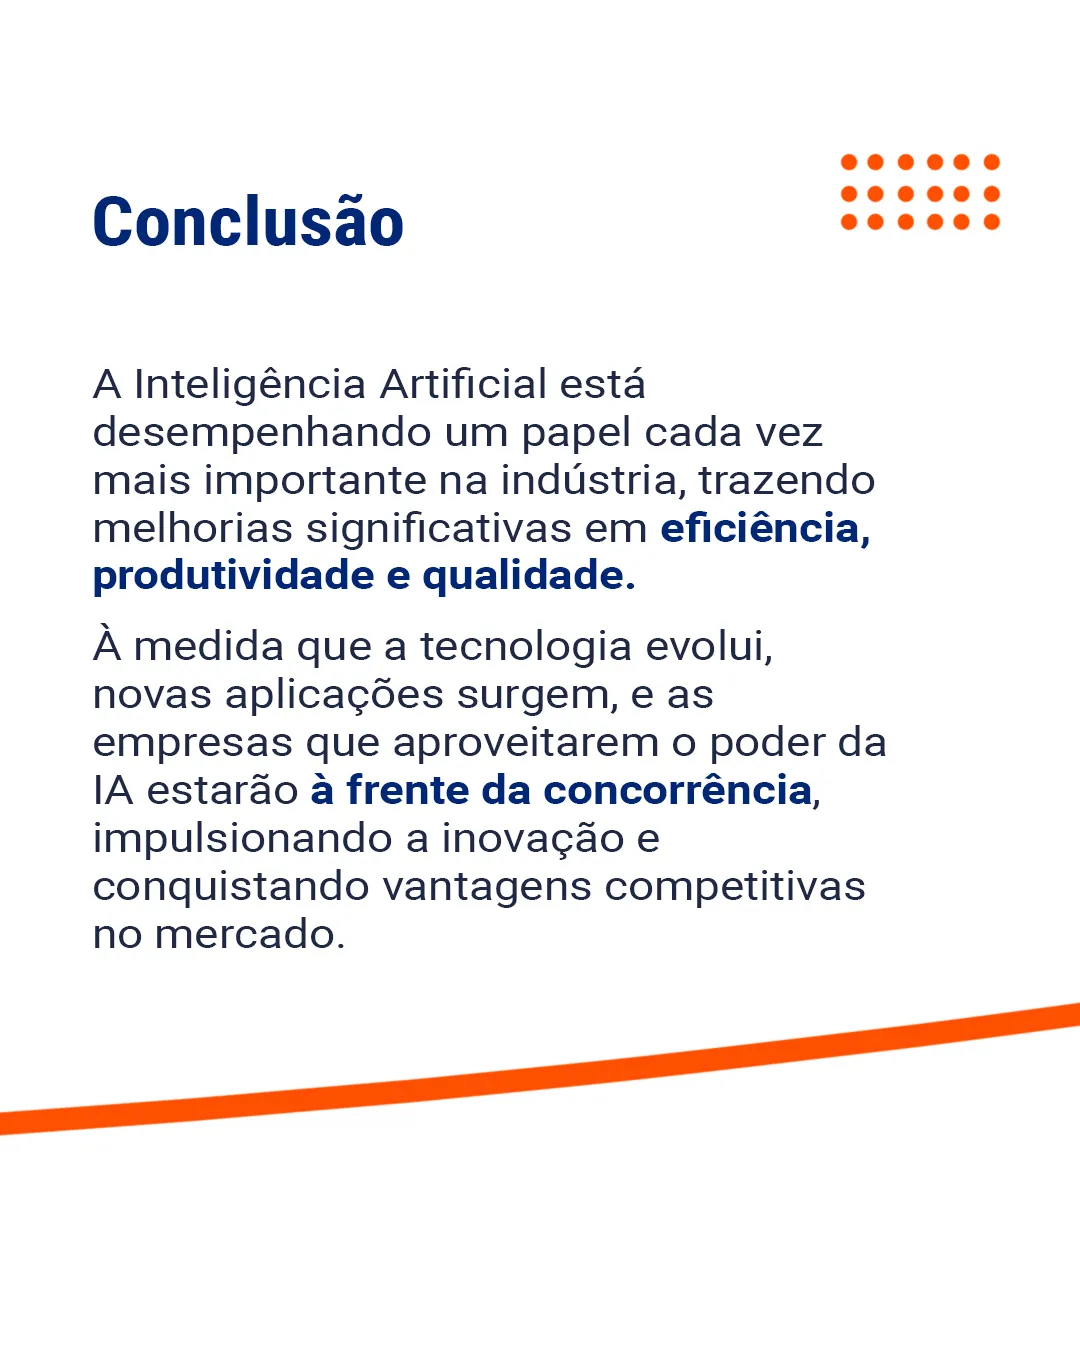 Conclusão
A Inteligência Artificial está
desempenhando um papel cada vez
mais importante na indústria, trazendo
melhorias significativas em eficiência,
produtividade e qualidade.
À medida que a tecnologia evolui,
novas aplicações surgem, e as
empresas que aproveitarem o poder da
IA estarão à frente da concorrência,
impulsionando a inovação e
conquistando vantagens competitivas
no mercado.